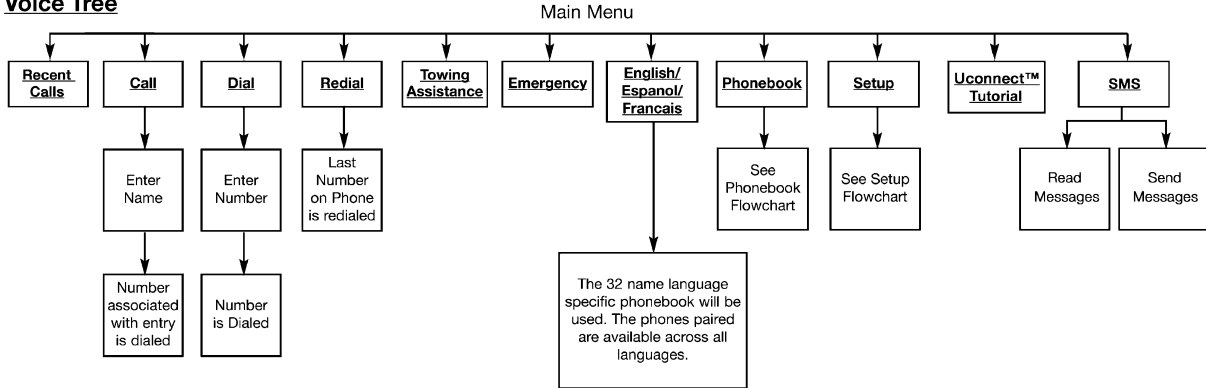 Voice Tree
Main Menu
Recent
Calls
Call
Dial
Redial
Towing
Assistance
Emergency
English/
Espanol/
Francais
Phonebook
Setup
Uconnect™
Tutorial
SMS
Enter
Name
Enter
Number
Last
Number
on Phone
is redialed
See
Phonebook
Flowchart
See Setup
Flowchart
Read
Messages
Send
Messages
Number
associated
with entry
is dialed
Number
is Dialed
The 32 name language
specific phonebook will be
used. The phones paired
are available across all
languages.